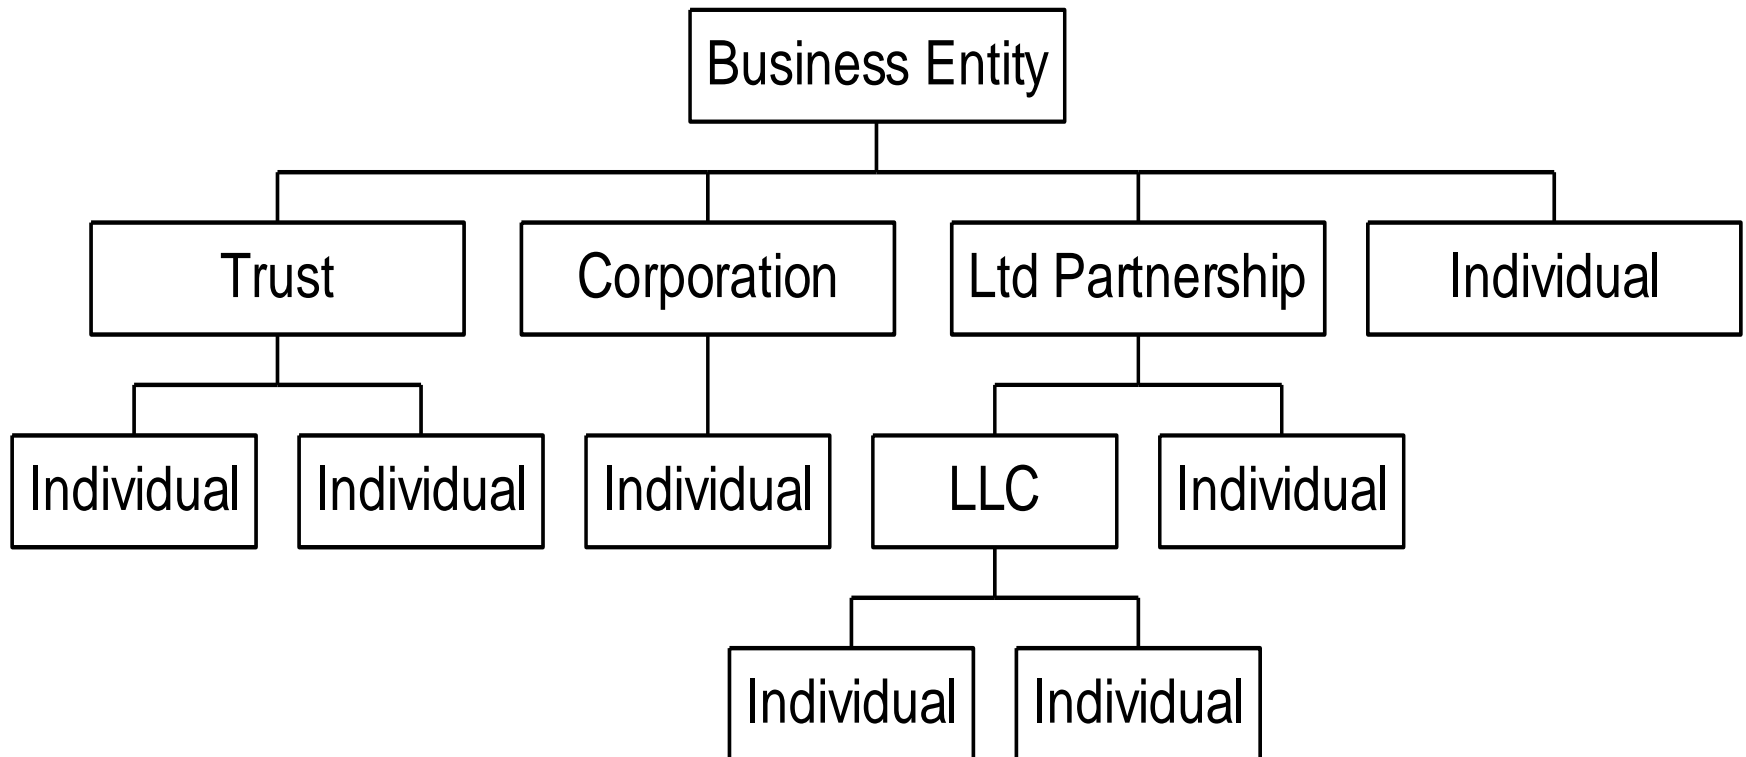 Business Entity
Trust
Corporation
Ltd Partnership
Individual
Individual
Individual
Individual
LLC
Individual
Individual
Individual